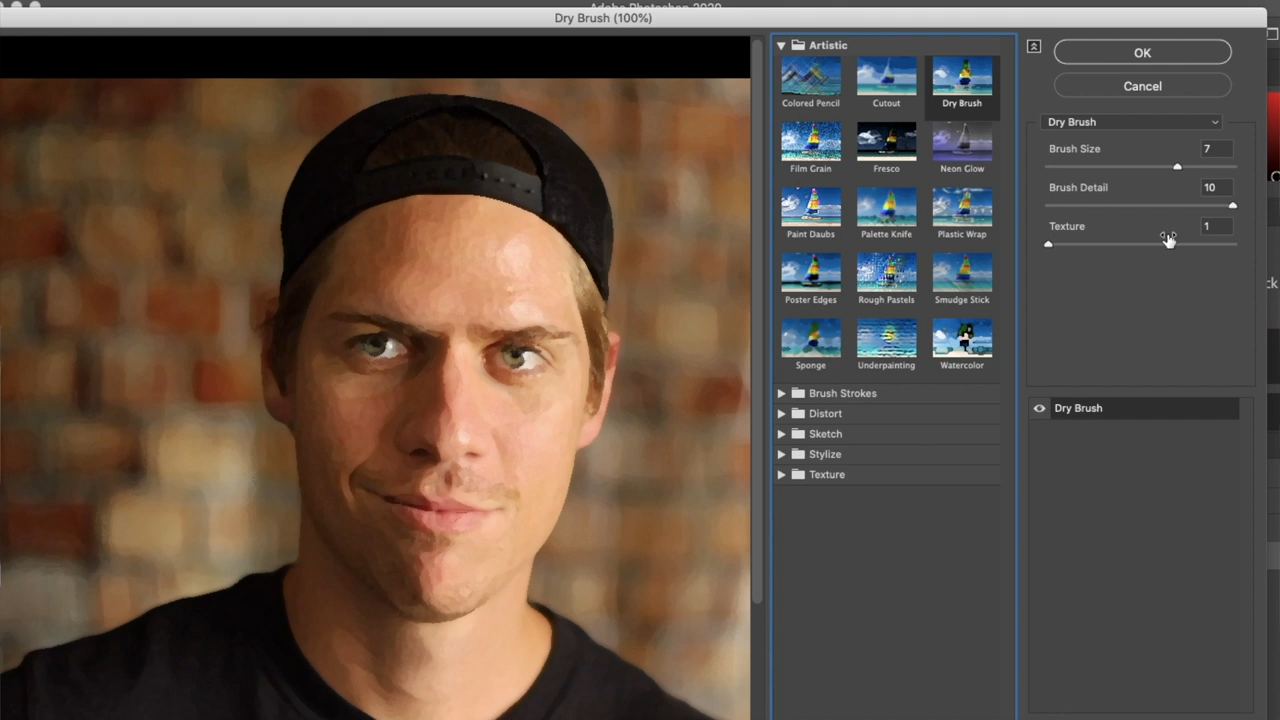 Adobe Photoshop 2020
Dry Brush (100%)
Artistic
Colored Pencil
Cutout
Dry Brush
Film Grain
Fresco
Neon Glow
Paint Daubs
Palette Knife
Plastic Wrap
Poster Edges
Rough Pastels
Smudge Stick
Sponge
Underpainting
Watercolor
Brush Strokes
Distort
Sketch
Stylize
Texture
OK
Cancel
Dry Brush
Brush Size 7
Brush Detail 10
Texture 1
Dry Brush
ck